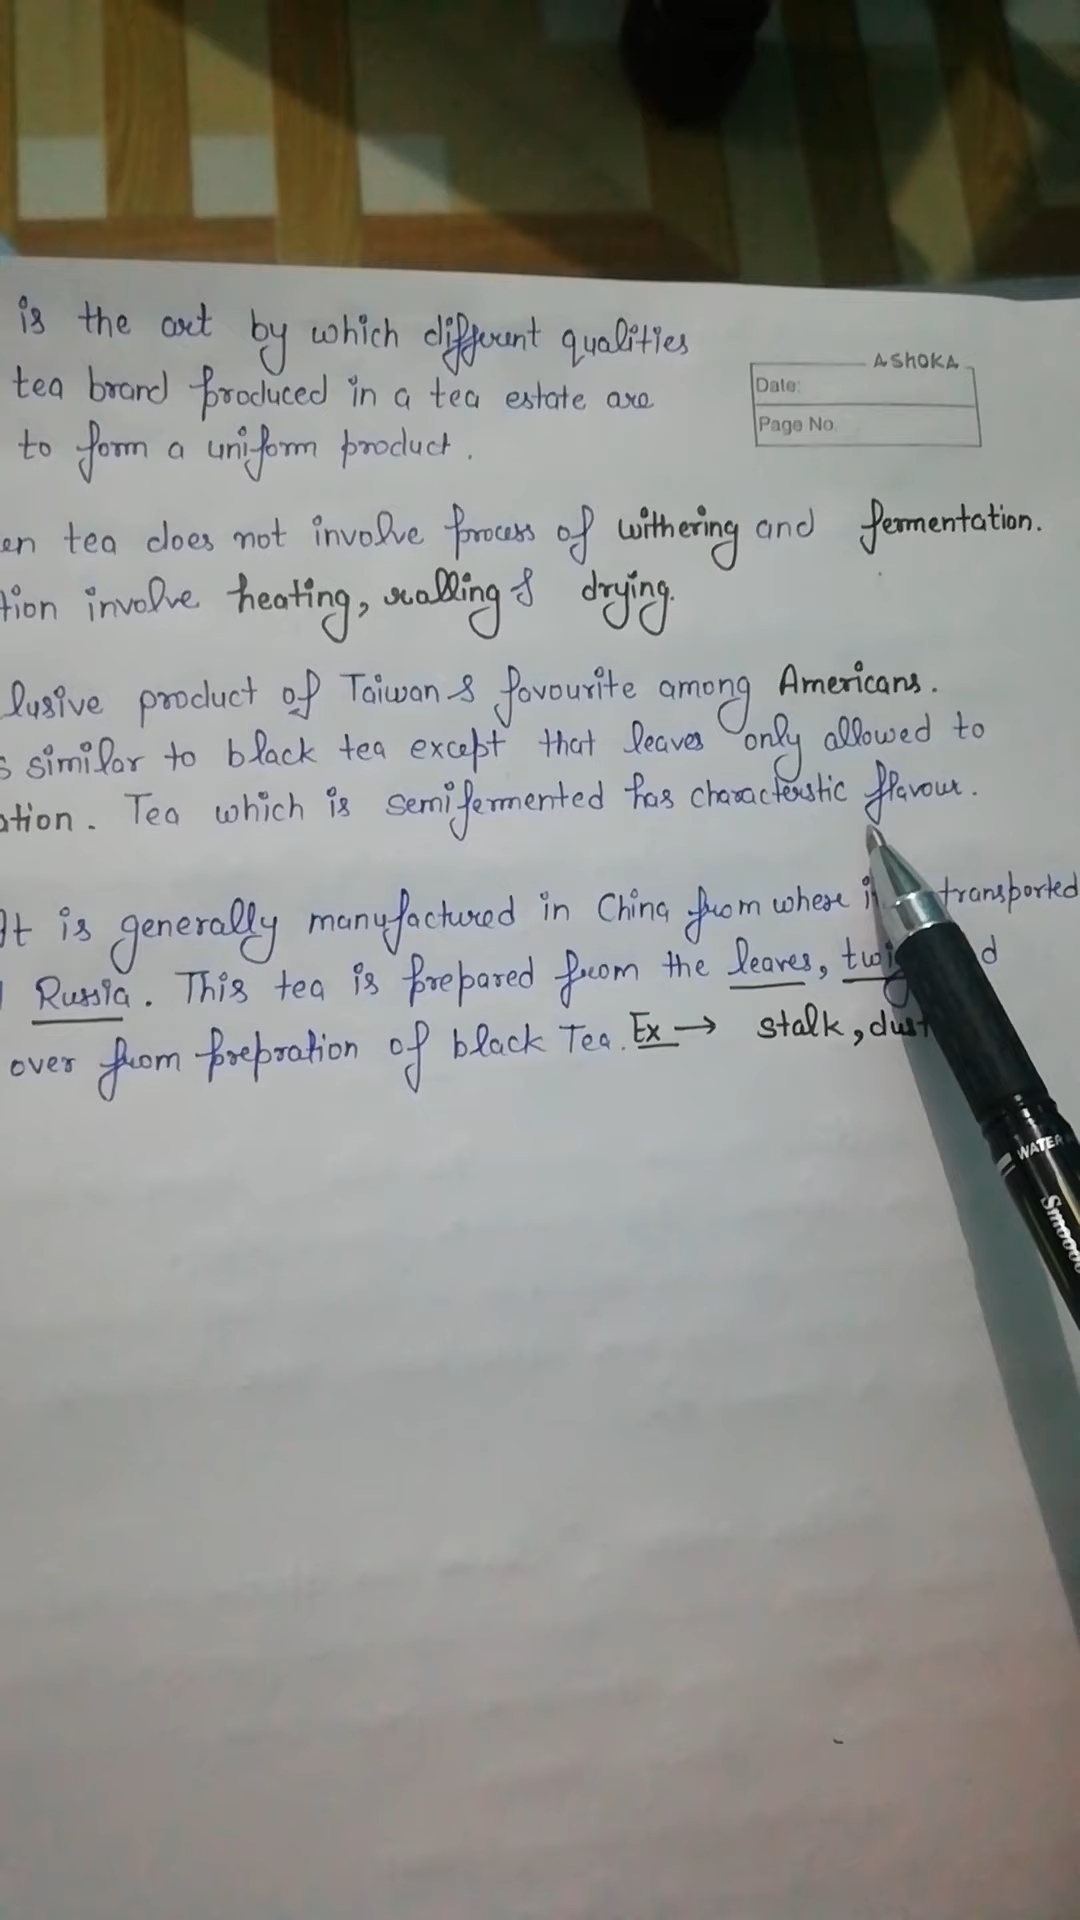 is the art by which different qualities
ASHOKA
Date:
tea brand produced in a tea estate are
Page No.
to form a uniform product.
en tea does not involve process of withering and fermentation.
tion involve heating, rolling & drying.
lusive product of Taiwan & favourite among Americans.
s similar to black tea except that leaves only allowed to
ation. Tea which is semifermented has characterstic flavour.
It is generally manufactured in China from where transported
Russia. This tea is prepared from the leaves,
over from prepration of black Tea. Ex → stalk, dust
WATER
Smoooo